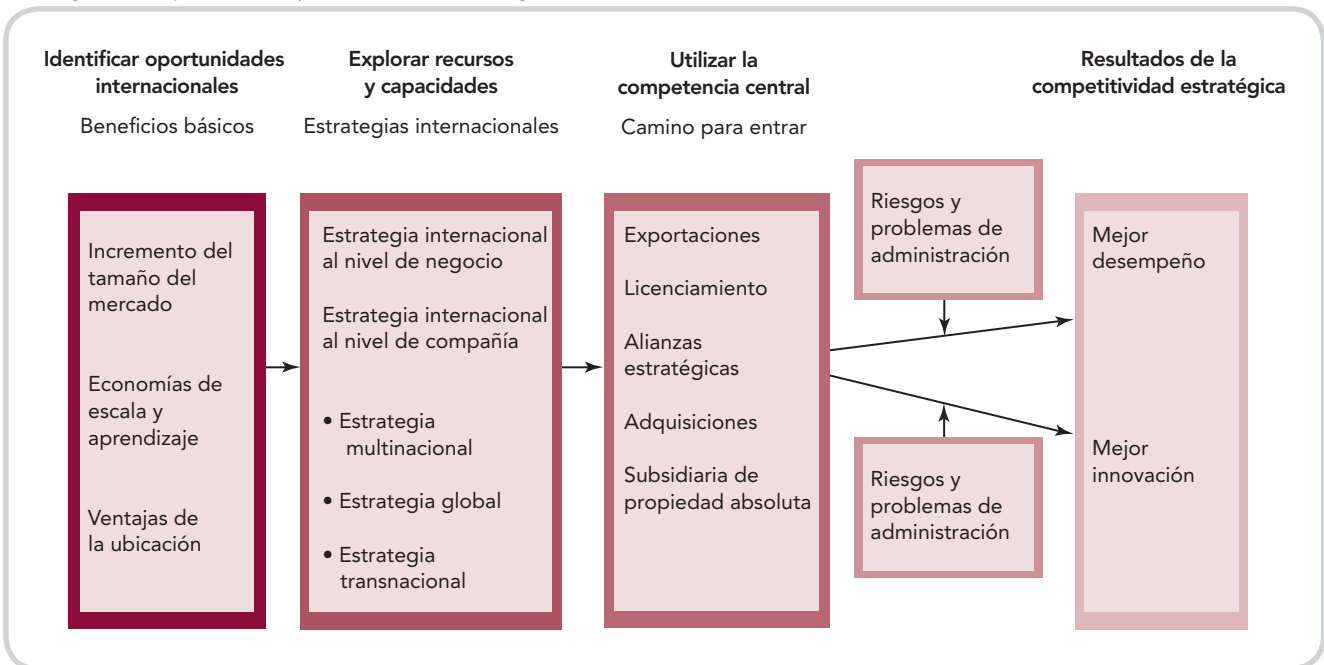 Identificar oportunidades
internacionales
Beneficios básicos
Incremento del
tamaño del
mercado
Economías de
escala y
aprendizaje
Ventajas de
la ubicación
Explorar recursos
y capacidades
Estrategias internacionales
Estrategia internacional
al nivel de negocio
Estrategia internacional
al nivel de compañía
• Estrategia
multinacional
• Estrategia global
• Estrategia
transnacional
Utilizar la
competencia central
Camino para entrar
Exportaciones
Licenciamiento
Alianzas
estratégicas
Adquisiciones
Subsidiaria de
propiedad absoluta
Riesgos y
problemas de
administración
Riesgos y
problemas de
administración
Resultados de la
competitividad estratégica
Mejor
desempeño
Mejor
innovación